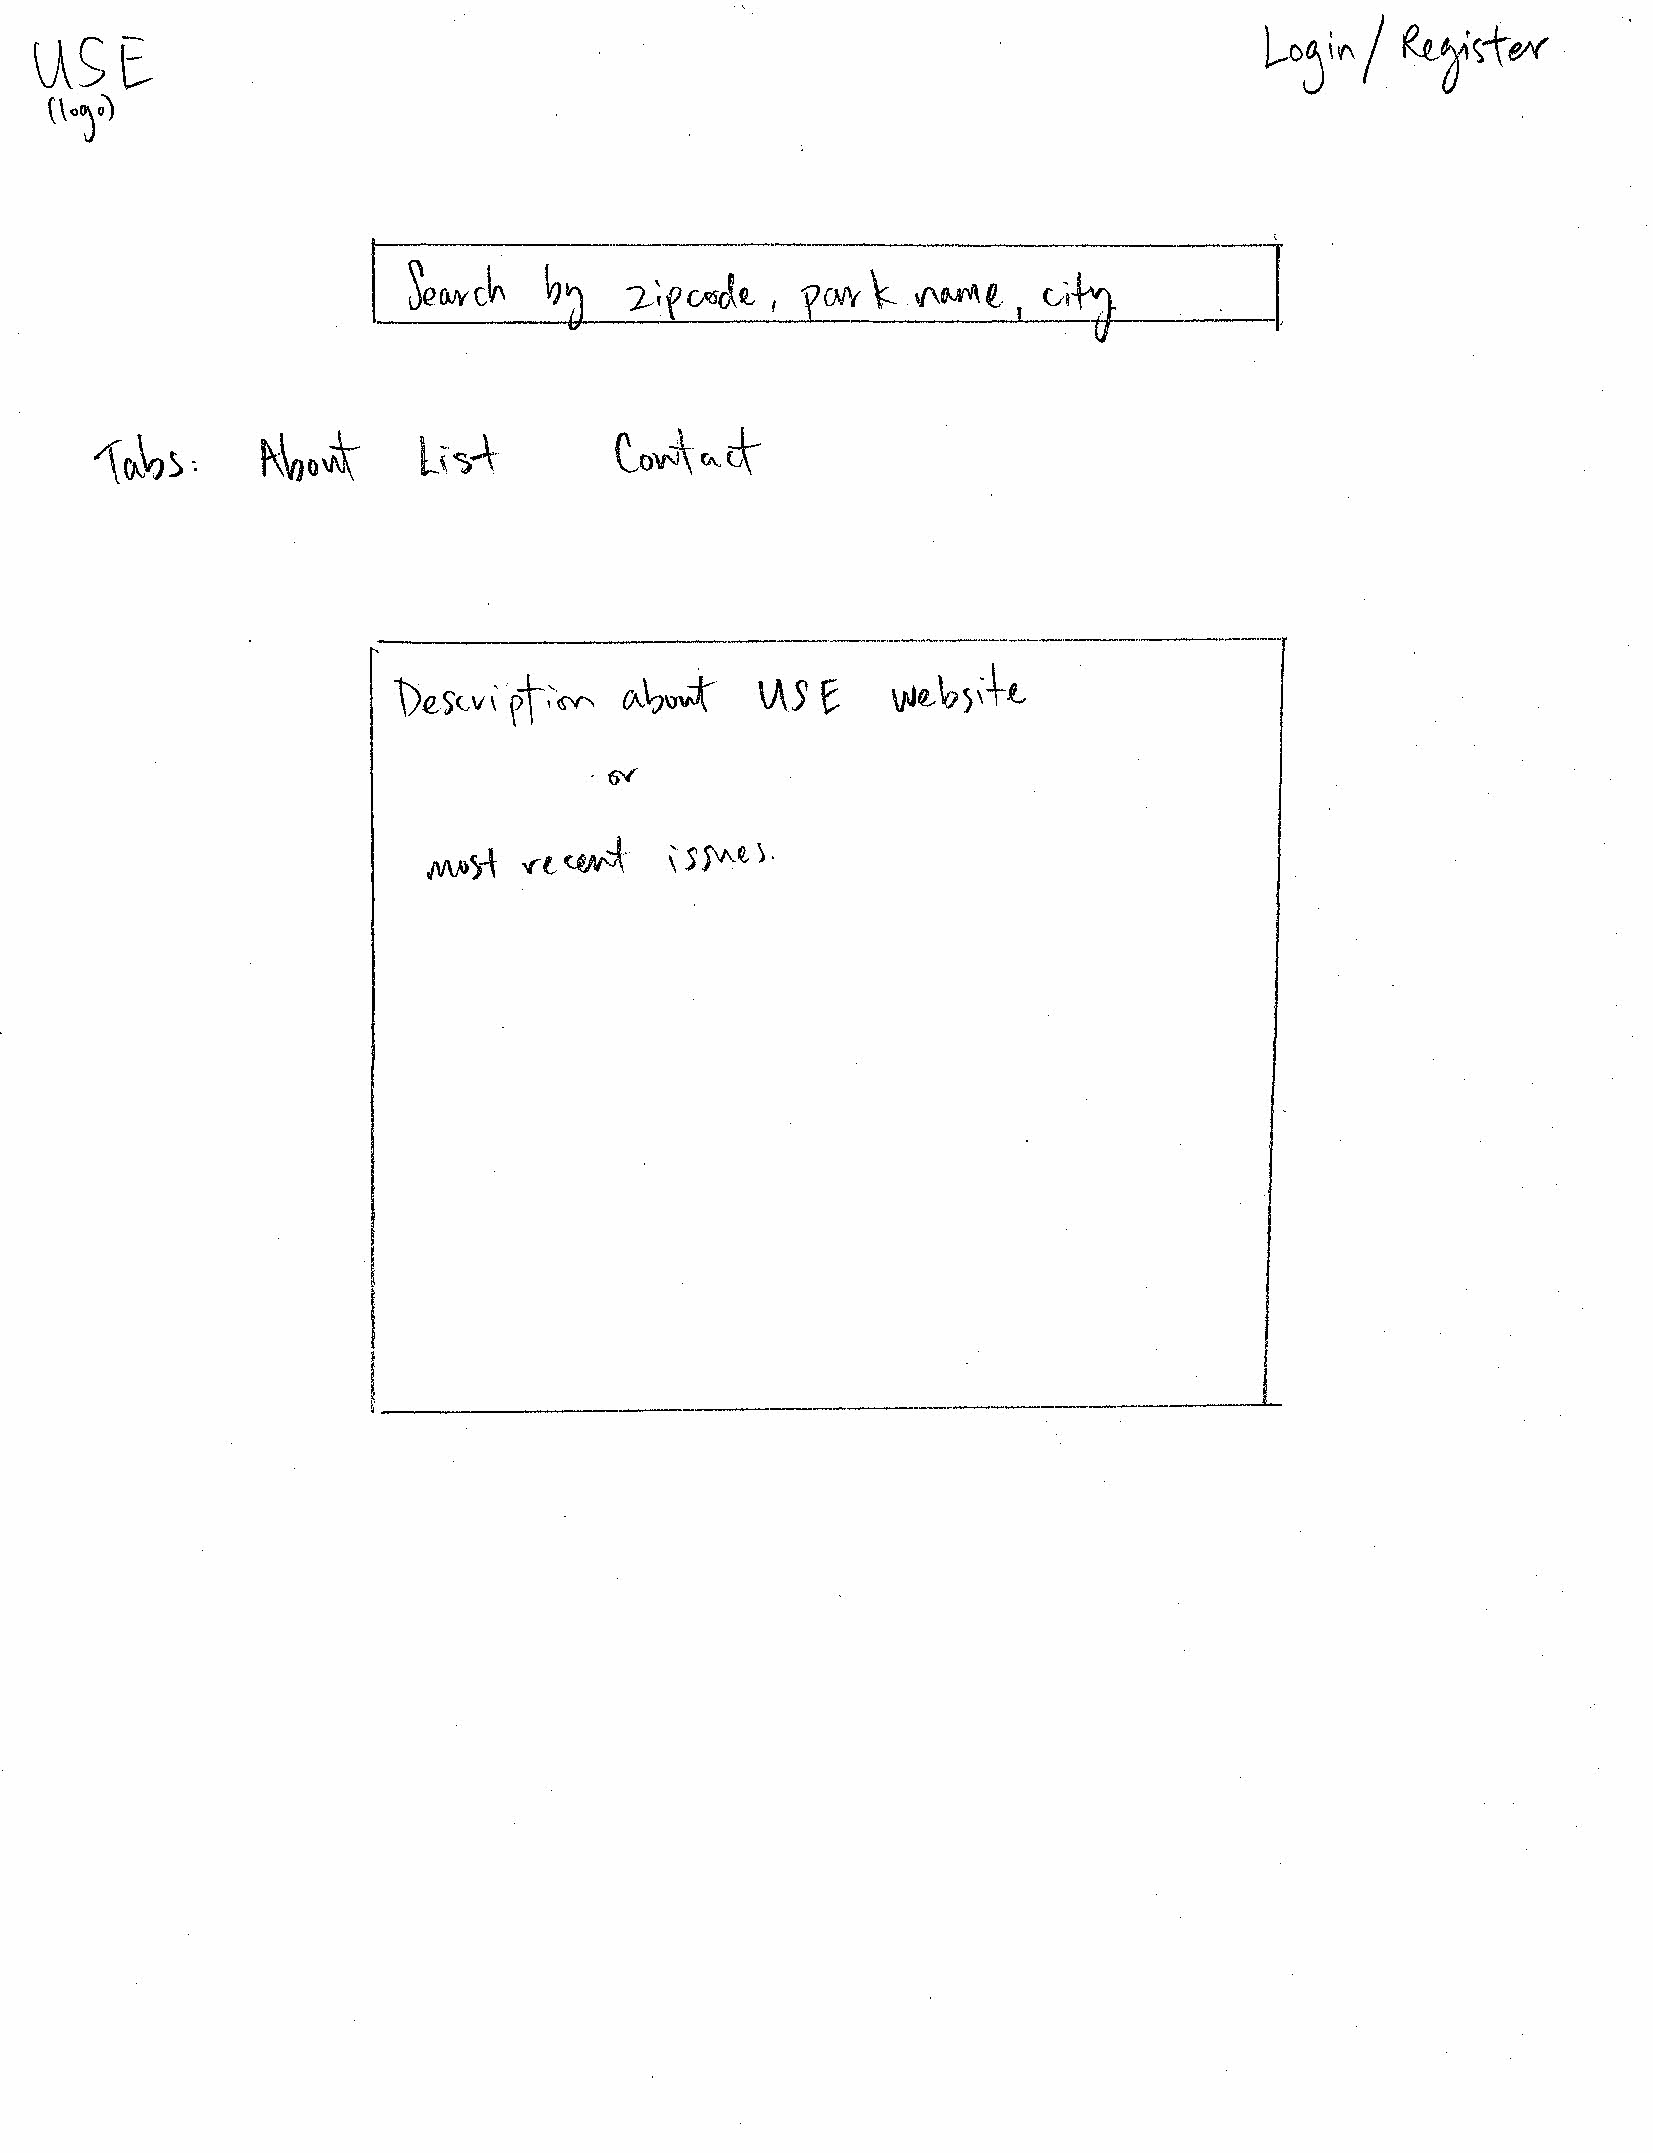 USE
(logo)
Login / Register
Search by zipcode, park name, city
Tabs: About List Contact
Description about USE website
or
most recent issues.